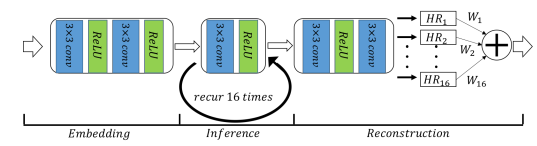 3×3 conv
ReLU
3×3 conv
ReLU
3×3 conv
ReLU
3×3 conv
ReLU
3×3 conv
HR₁
HR₂
HR₁₆
W₁
W₂
W₁₆
recur 16 times
Embedding
Inference
Reconstruction